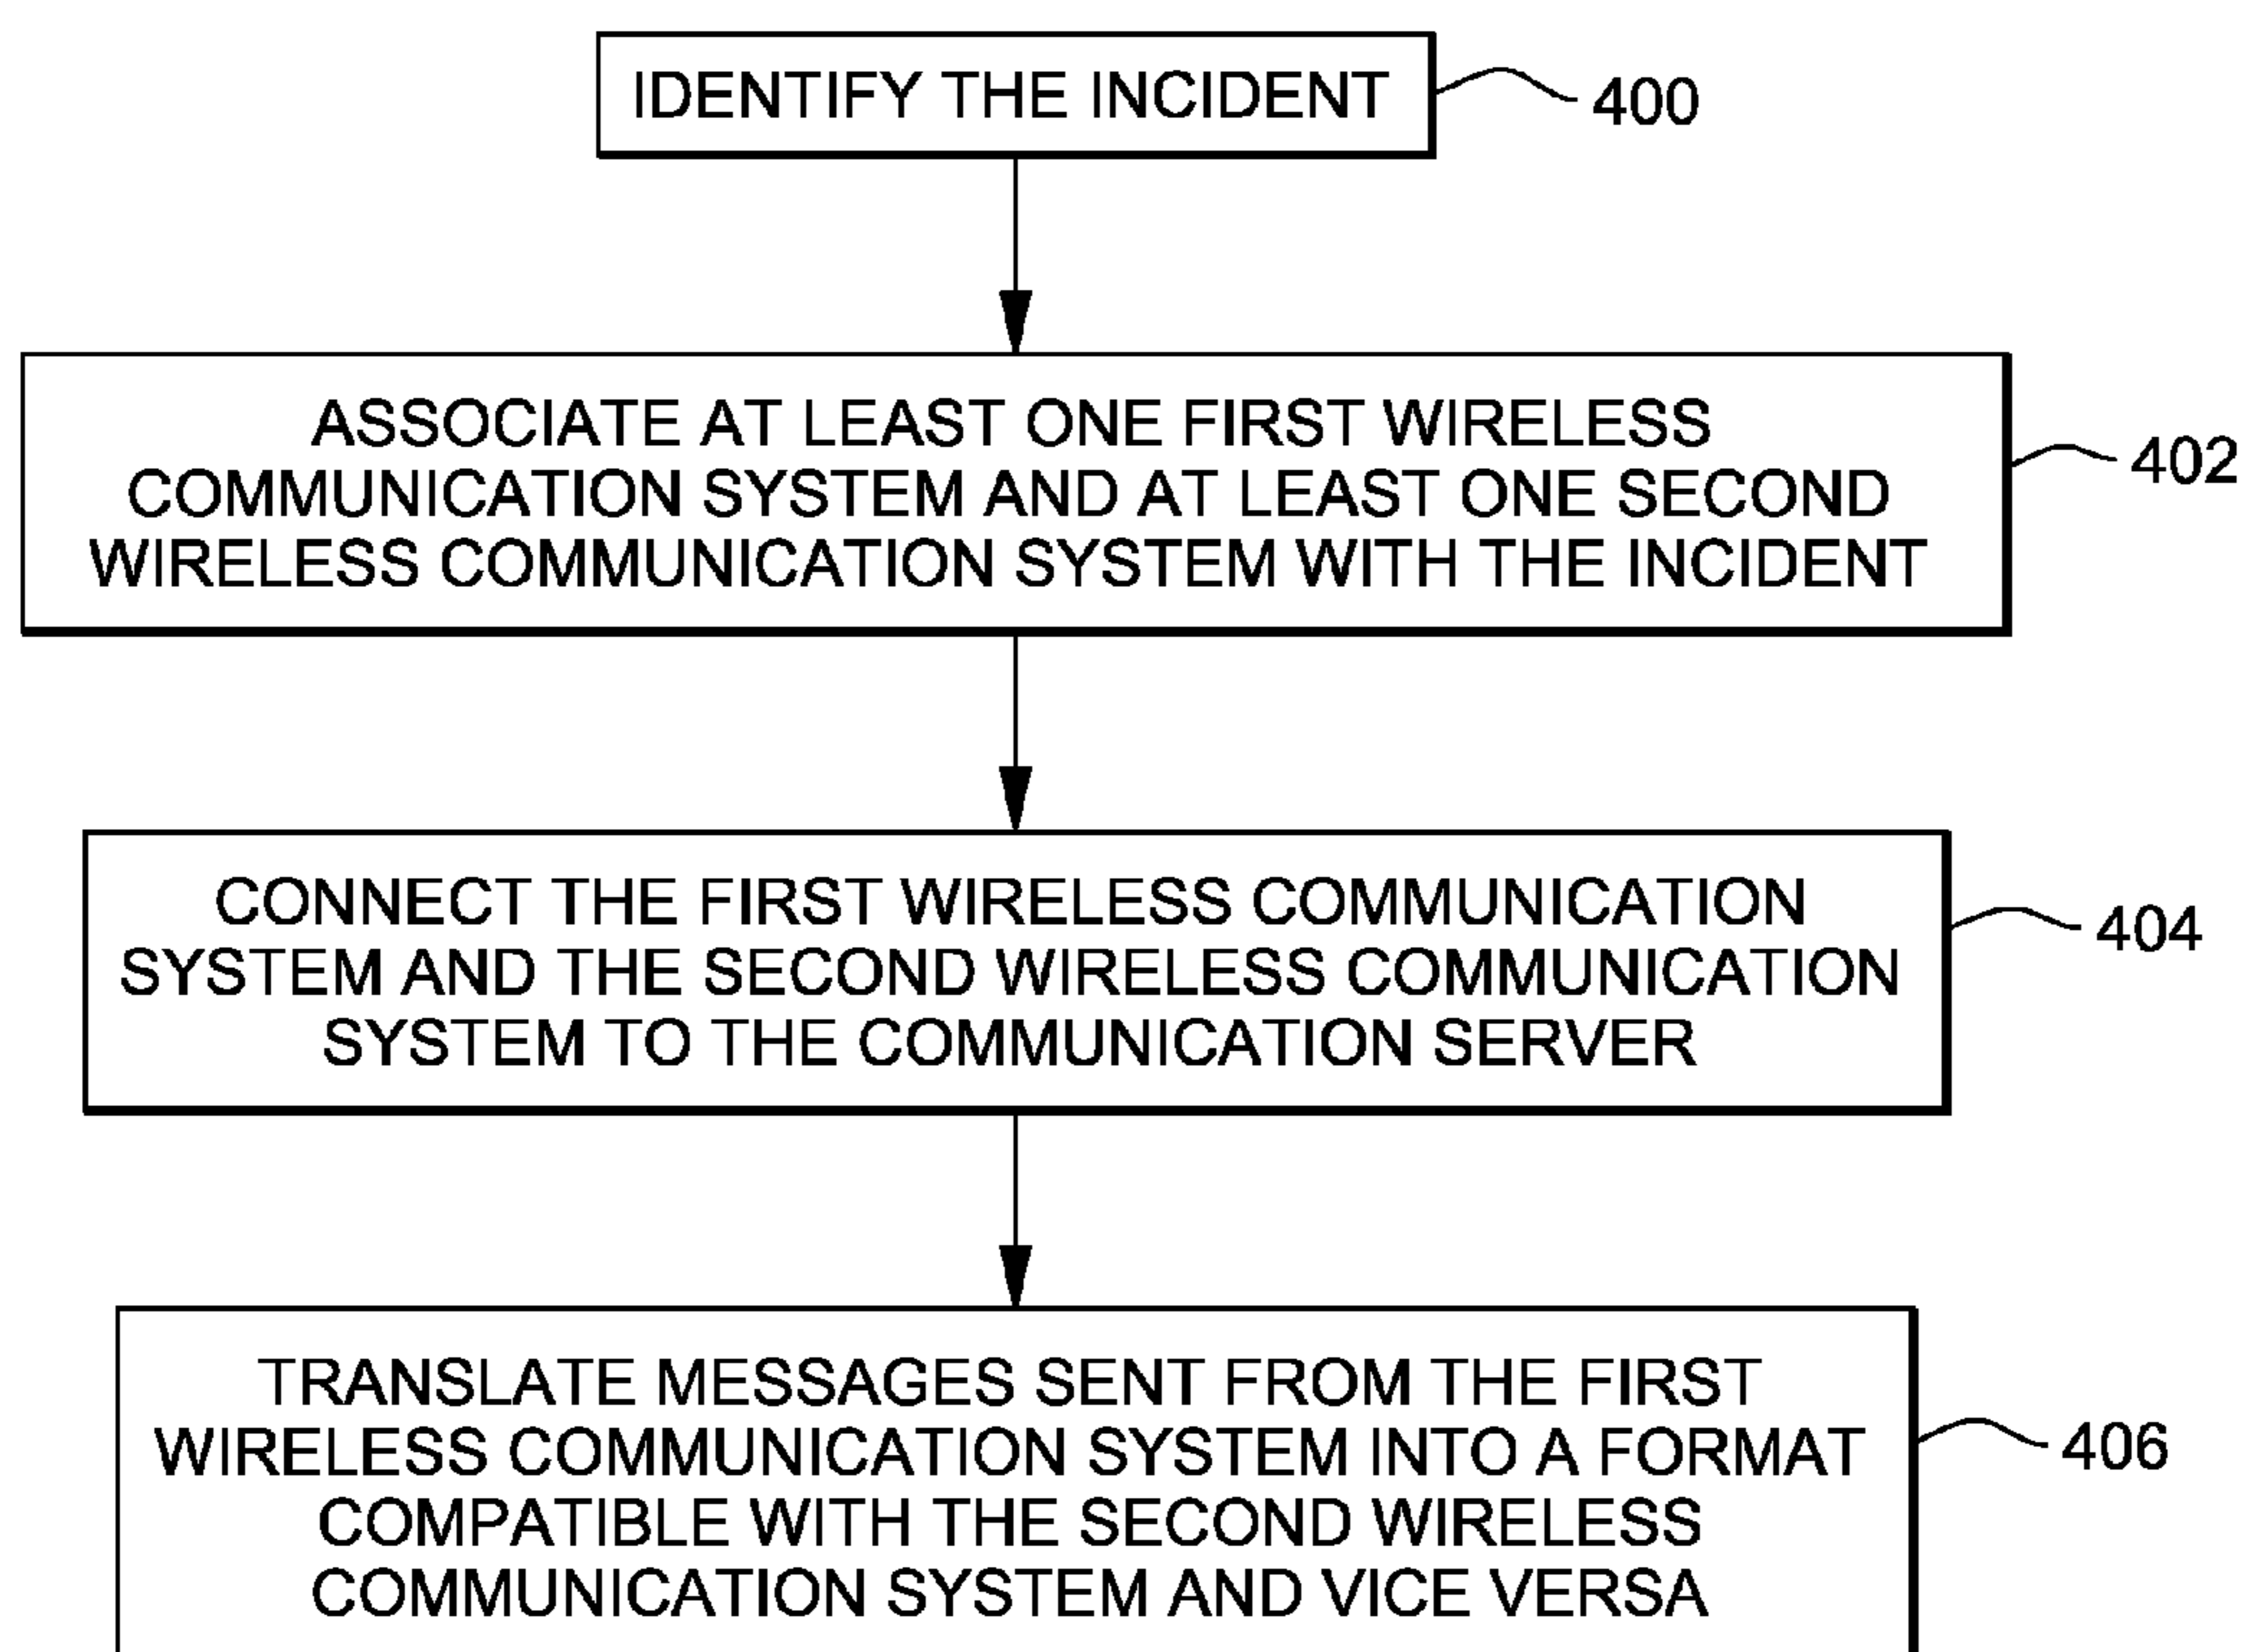 IDENTIFY THE INCIDENT
400
ASSOCIATE AT LEAST ONE FIRST WIRELESS
COMMUNICATION SYSTEM AND AT LEAST ONE SECOND
WIRELESS COMMUNICATION SYSTEM WITH THE INCIDENT
402
CONNECT THE FIRST WIRELESS COMMUNICATION
SYSTEM AND THE SECOND WIRELESS COMMUNICATION
SYSTEM TO THE COMMUNICATION SERVER
404
TRANSLATE MESSAGES SENT FROM THE FIRST
WIRELESS COMMUNICATION SYSTEM INTO A FORMAT
COMPATIBLE WITH THE SECOND WIRELESS
COMMUNICATION SYSTEM AND VICE VERSA
406